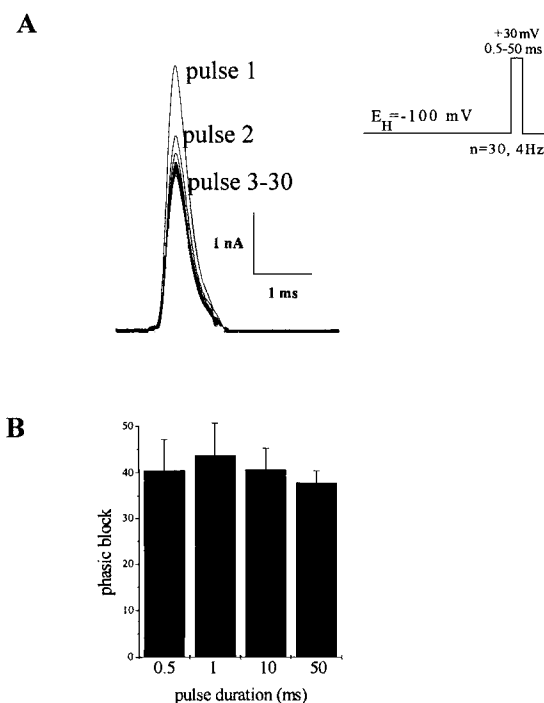 A
pulse 1
pulse 2
pulse 3-30
1 nA
1 ms
+30 mV
0.5-50 ms
E_H=-100 mV
n=30, 4Hz
B
phasic block
50
40
30
20
10
0
0.5 1 10 50
pulse duration (ms)